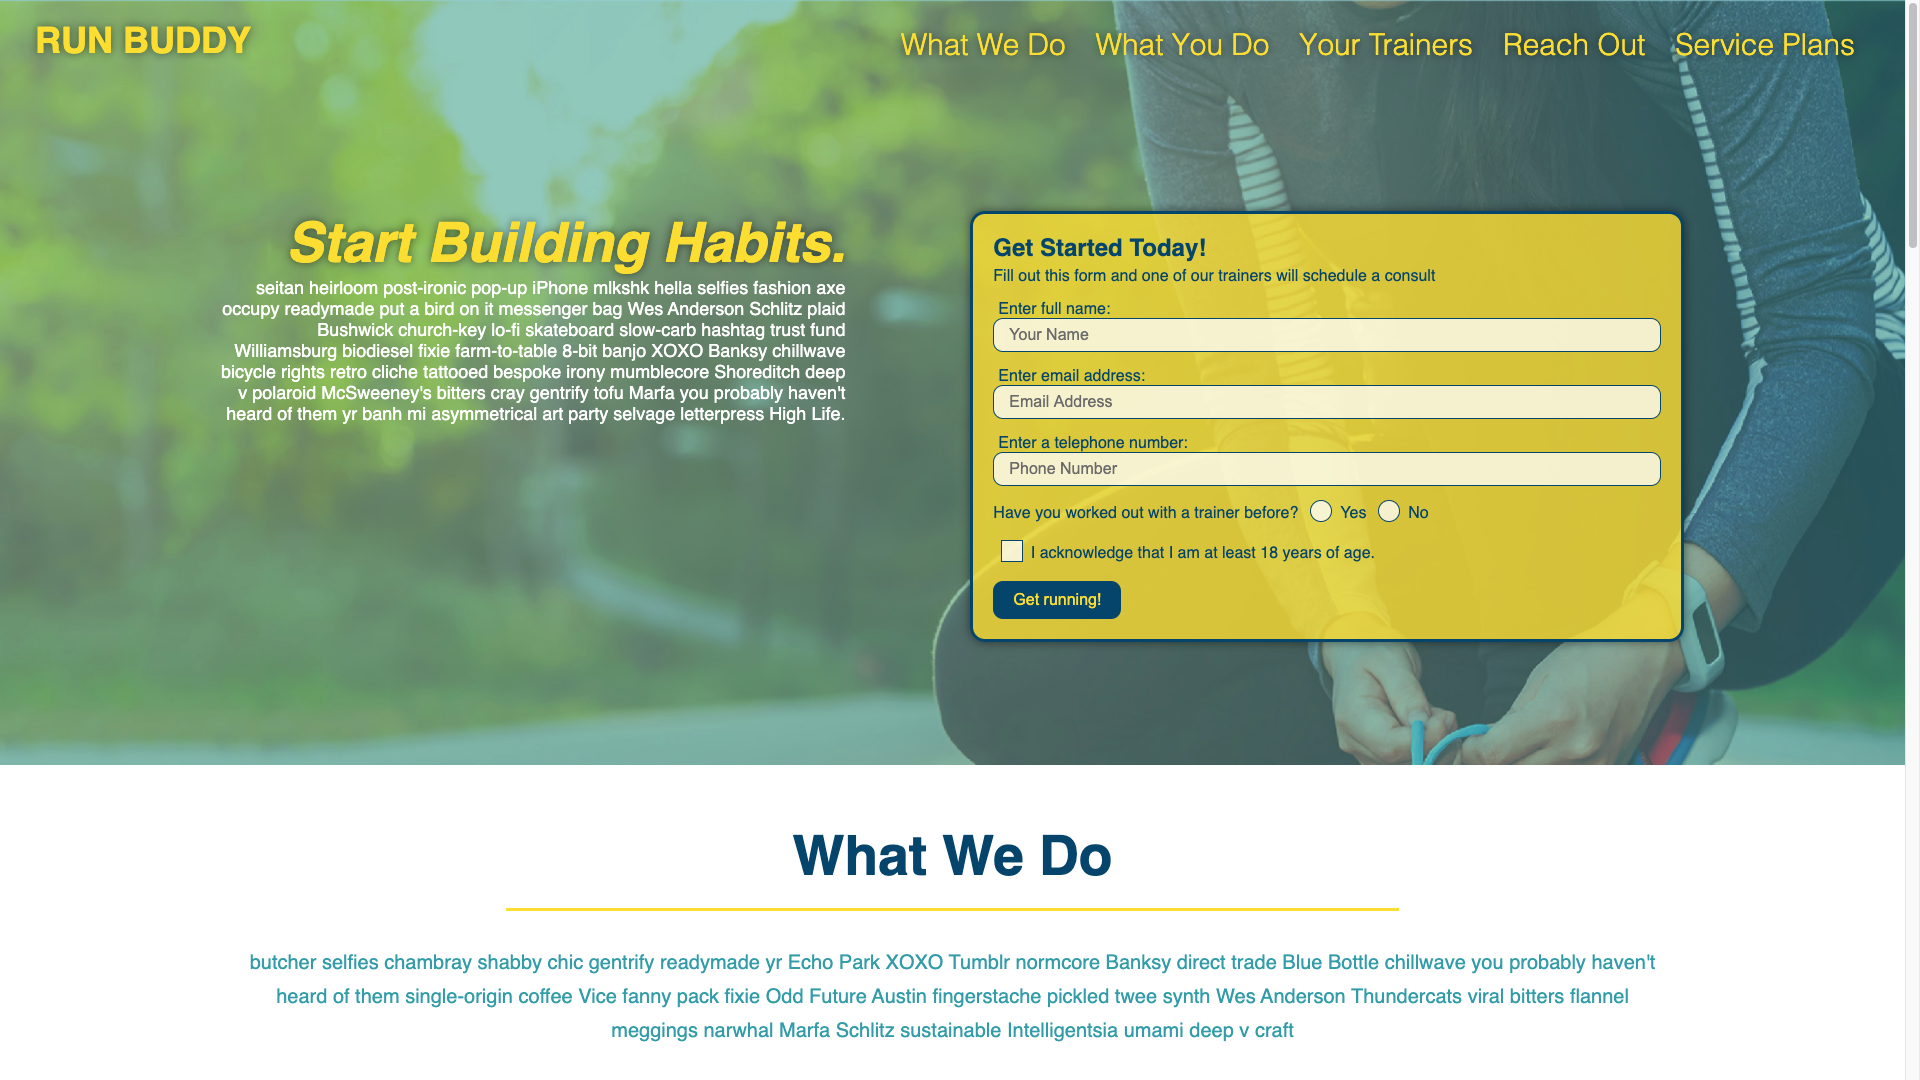 RUN BUDDY
What We Do What You Do Your Trainers Reach Out Service Plans
Start Building Habits.
seitan heirloom post-ironic pop-up iPhone mlkshk hella selfies fashion axe
occupy readymade put a bird on it messenger bag Wes Anderson Schlitz plaid
Bushwick church-key lo-fi skateboard slow-carb hashtag trust fund
Williamsburg biodiesel fixie farm-to-table 8-bit banjo XOXO Banksy chillwave
bicycle rights retro cliche tattooed bespoke irony mumblecore Shoreditch deep
v polaroid McSweeney's bitters cray gentrify tofu Marfa you probably haven't
heard of them yr banh mi asymmetrical art party selvage letterpress High Life.
Get Started Today!
Fill out this form and one of our trainers will schedule a consult
Enter full name:
Your Name
Enter email address:
Email Address
Enter a telephone number:
Phone Number
Have you worked out with a trainer before? Yes No
I acknowledge that I am at least 18 years of age.
Get running!
What We Do
butcher selfies chambray shabby chic gentrify readymade yr Echo Park XOXO Tumblr normcore Banksy direct trade Blue Bottle chillwave you probably haven't
heard of them single-origin coffee Vice fanny pack fixie Odd Future Austin fingerstache pickled twee synth Wes Anderson Thundercats viral bitters flannel
meggings narwhal Marfa Schlitz sustainable Intelligentsia umami deep v craft